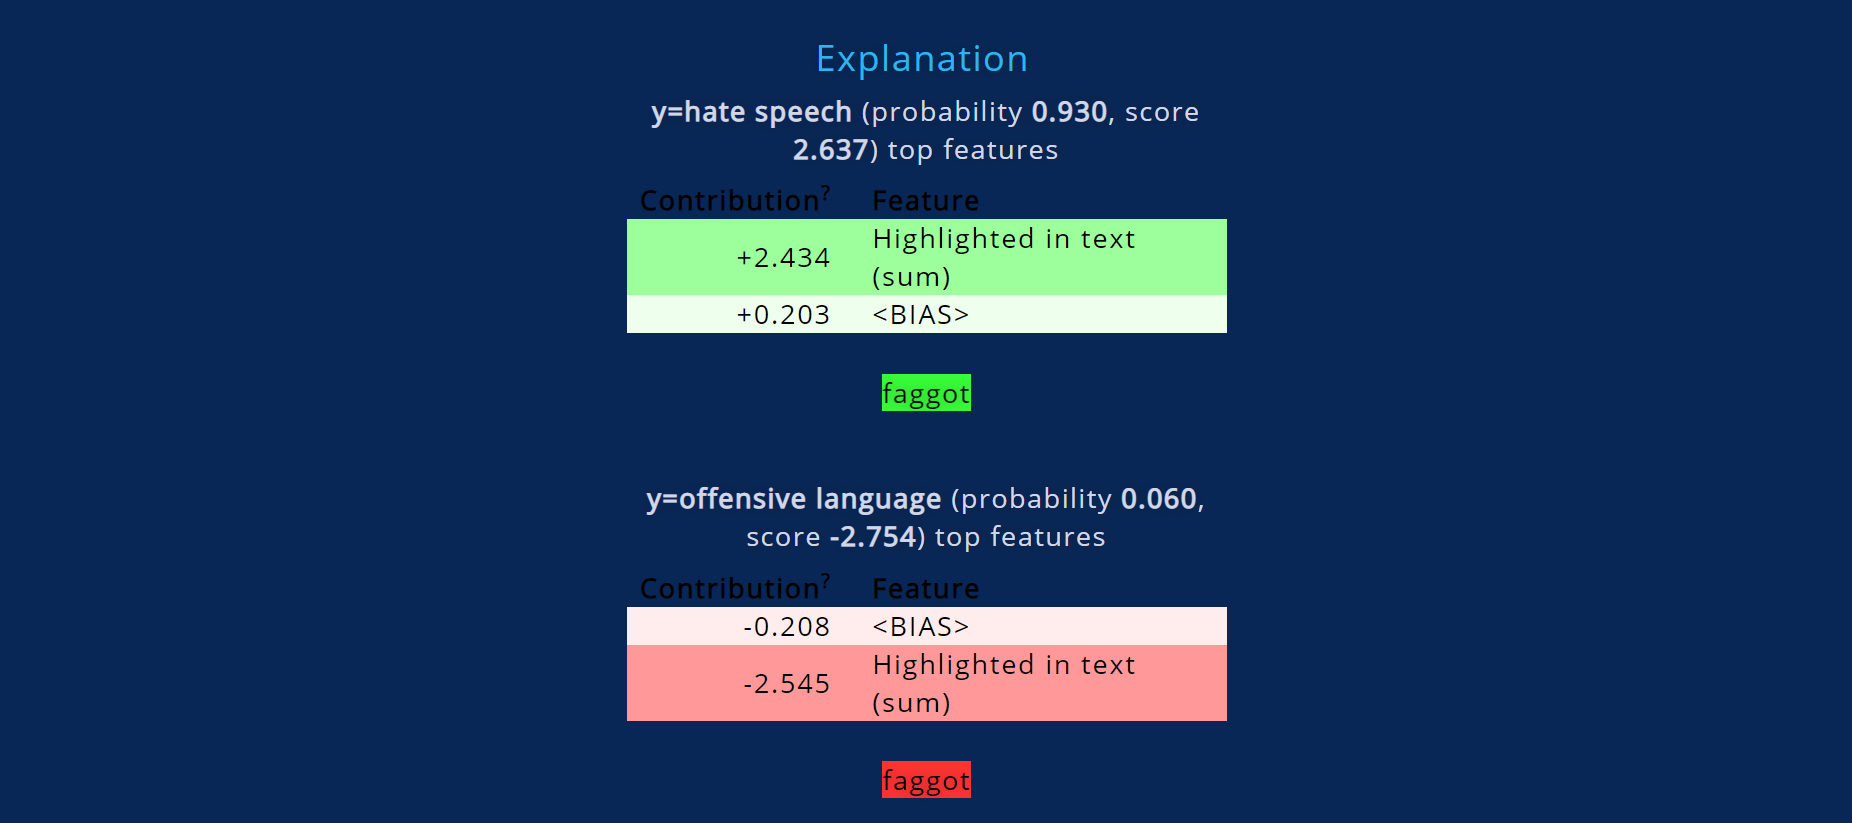 Explanation
y=hate speech (probability 0.930, score
2.637) top features
Contribution? Feature
+2.434 Highlighted in text
(sum)
+0.203 <BIAS>
faggot
y=offensive language (probability 0.060,
score -2.754) top features
Contribution? Feature
-0.208 <BIAS>
-2.545 Highlighted in text
(sum)
faggot